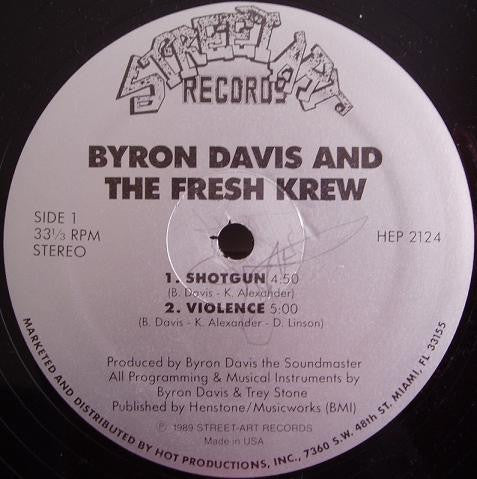 STREET ART
RECORDS
BYRON DAVIS AND
THE FRESH KREW
SIDE 1
33⅓ RPM
STEREO
HEP 2124
1. SHOTGUN 4:50
(B. Davis - K. Alexander)
2. VIOLENCE 5:00
(B. Davis - K. Alexander - D. Linson)
Produced by Byron Davis the Soundmaster
All Programming & Musical Instruments by
Byron Davis & Trey Stone
Published by Henstone/Musicworks (BMI)
℗ 1989 STREET-ART RECORDS
Made in USA
MARKETED AND DISTRIBUTED BY HOT PRODUCTIONS, INC., 7360 S.W. 48th ST. MIAMI, FL 33155